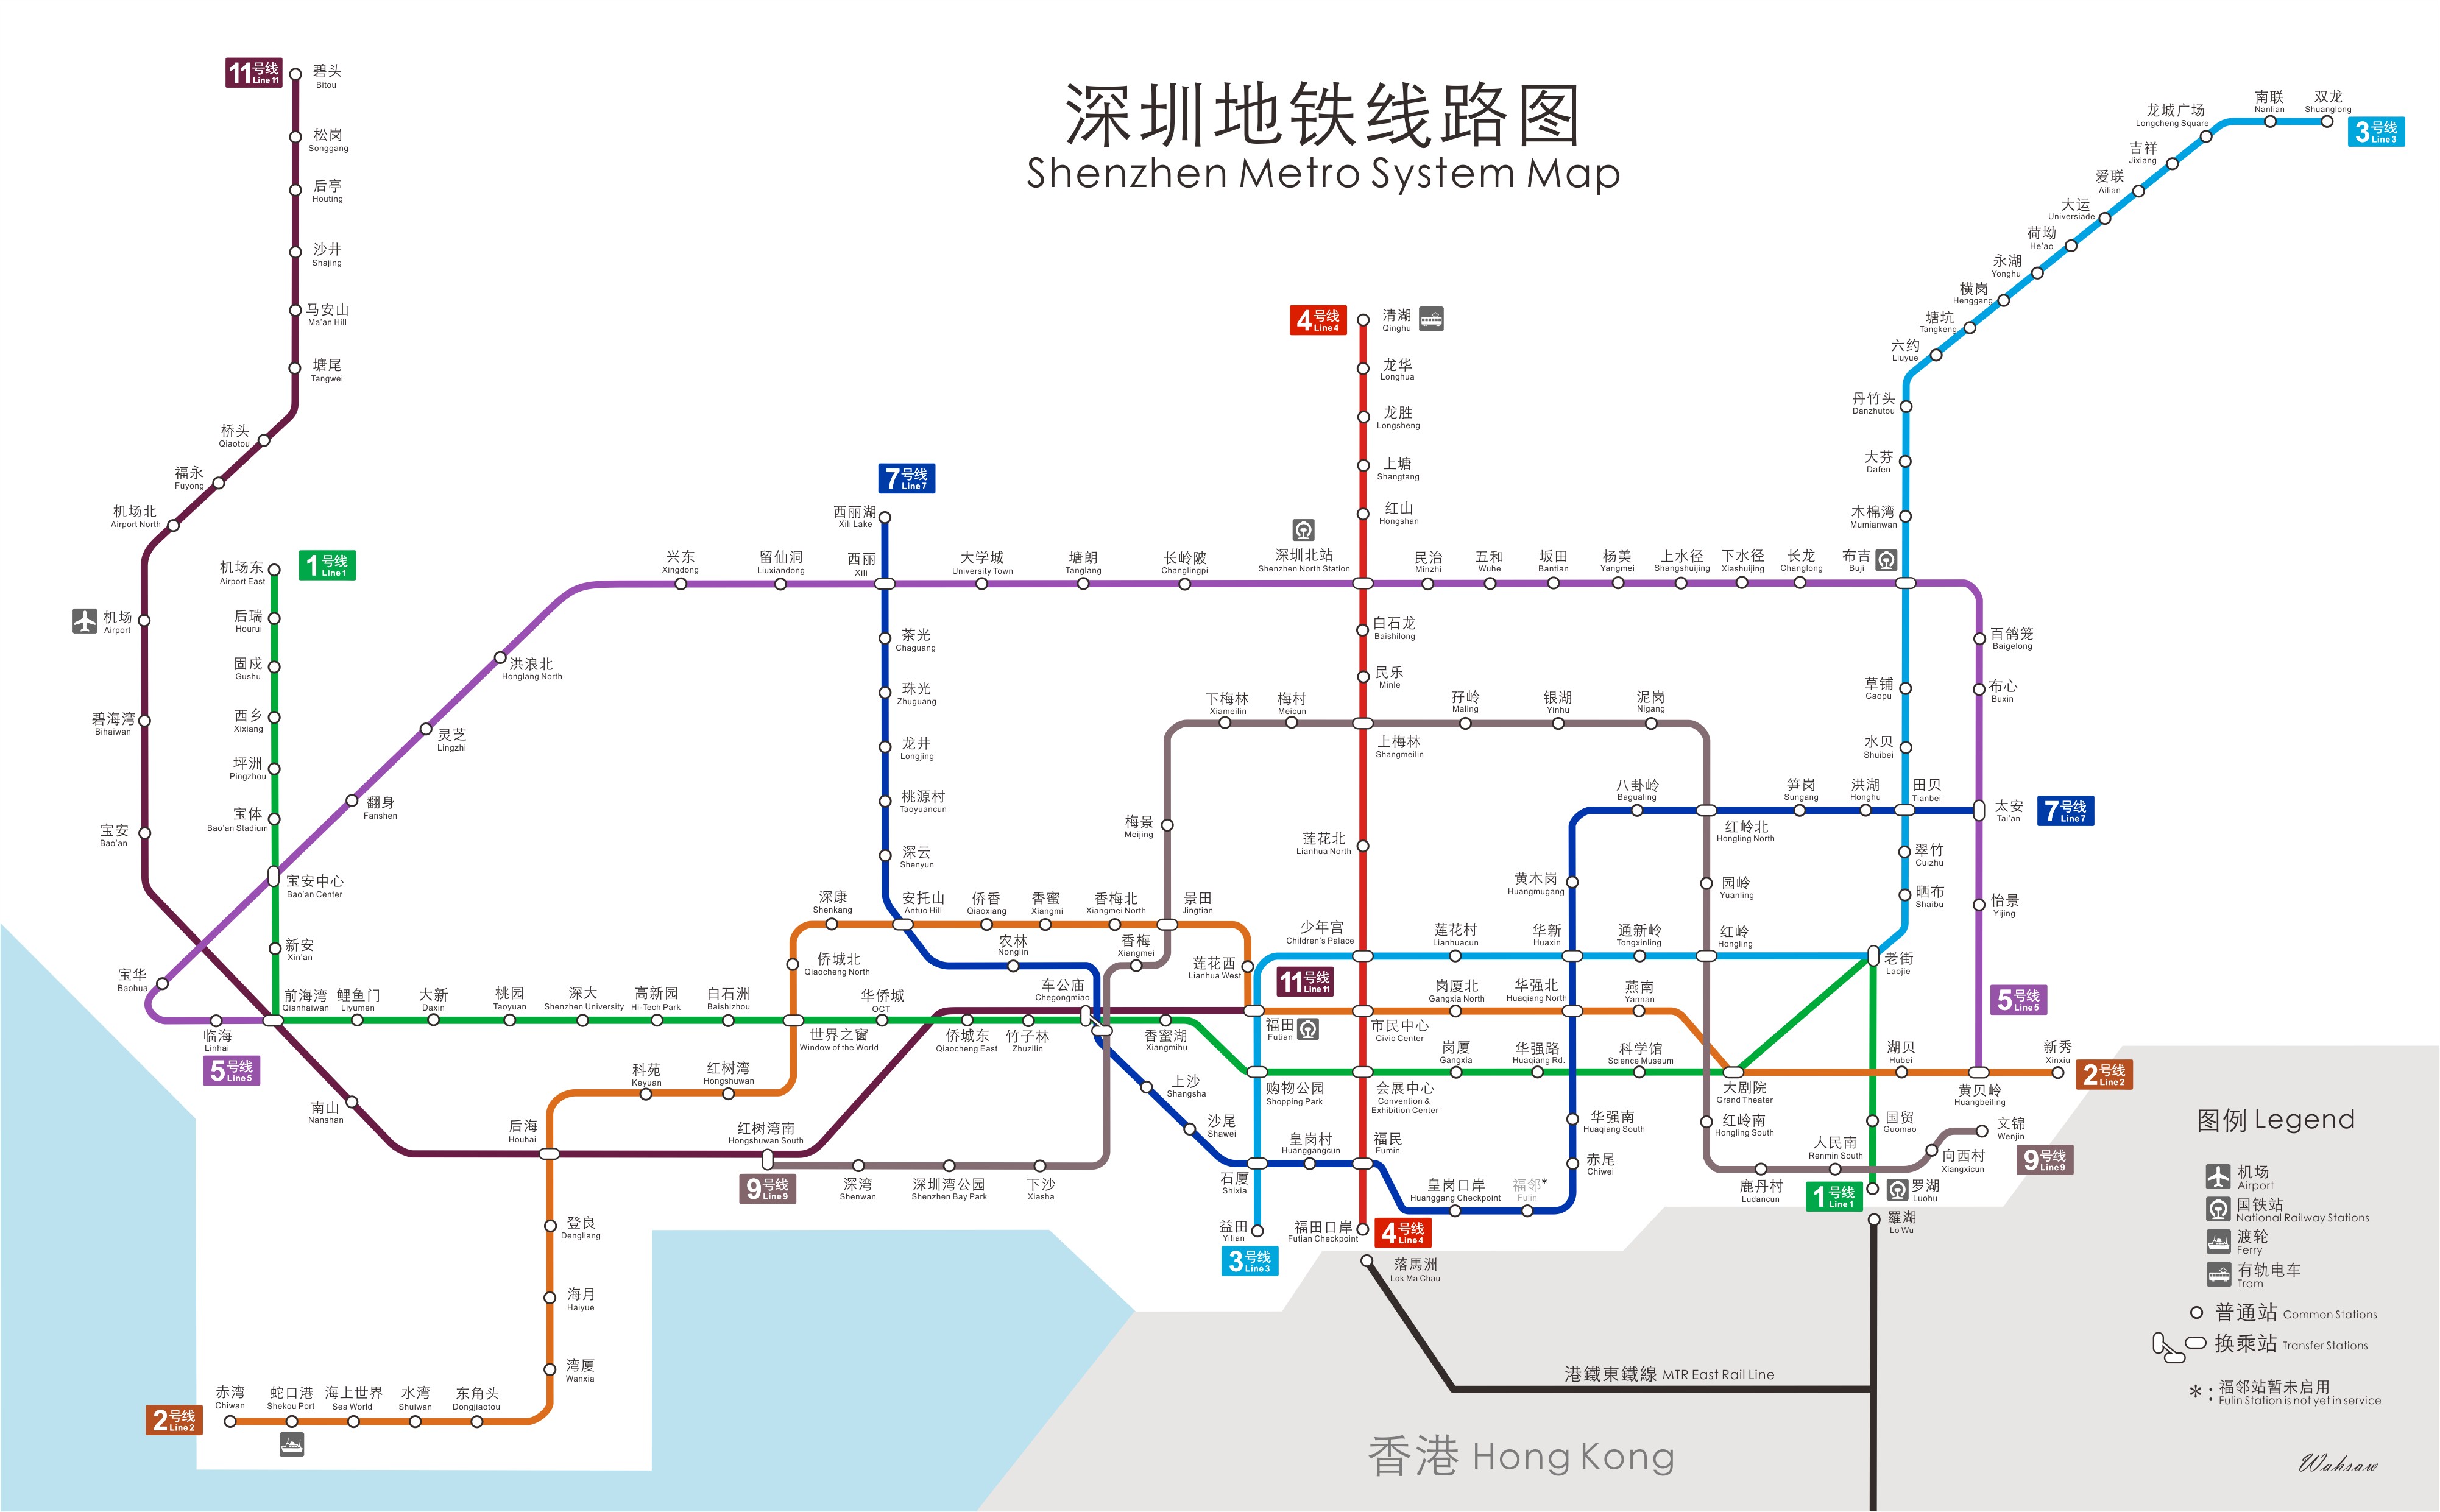 深圳地铁线路图
Shenzhen Metro System Map
11号线
Line 11
碧头
Bitou
松岗
Songgang
后亭
Houting
沙井
Shajing
马安山
Ma'an Hill
塘尾
Tangwei
桥头
Qiaotou
福永
Fuyong
机场北
Airport North
机场
Airport
碧海湾
Bihaiwan
宝安
Bao'an
1号线
Line1
机场东
Airport East
后瑞
Hourui
固戍
Gushu
西乡
Xixiang
坪洲
Pingzhou
宝体
Bao'an Stadium
宝安中心
Bao'an Center
新安
Xin'an
宝华
Baohua
临海
Linhai
5号线
Line5
前海湾
Qianhaiwan
鲤鱼门
Liyumen
大新
Daxin
桃园
Taoyuan
深大
Shenzhen University
高新园
Hi-Tech Park
白石洲
Baishizhou
世界之窗
Window of the World
华侨城
OCT
侨城东
Qiaocheng East
竹子林
Zhuzilin
车公庙
Chegongmiao
香蜜湖
Xiangmihu
翻身
Fanshen
灵芝
Lingzhi
洪浪北
Honglang North
兴东
Xingdong
留仙洞
Liuxiandong
西丽
Xili
大学城
University Town
塘朗
Tanglang
长岭陂
Changlingpi
深圳北站
Shenzhen North Station
民治
Minzhi
五和
Wuhe
坂田
Bantian
杨美
Yangmei
上水径
Shangshuijing
下水径
Xiashuijing
长龙
Changlong
布吉
Buji
百鸽笼
Baigelong
布心
Buxin
太安
Tai'an
怡景
Yijing
5号线
Line5
黄贝岭
Huangbeiling
7号线
Line7
西丽湖
Xili Lake
茶光
Chaguang
珠光
Zhuguang
龙井
Longjing
桃源村
Taoyuancun
深云
Shenyun
安托山
Antuo Hill
农林
Nonglin
上沙
Shangsha
沙尾
Shawei
石厦
Shixia
皇岗村
Huanggangcun
福民
Fumin
皇岗口岸
Huanggang Checkpoint
福邻*
Fulin
赤尾
Chiwei
华强南
Huaqiang South
华强北
Huaqiang North
华新
Huaxin
黄木岗
Huangmugang
八卦岭
Bagualing
红岭北
Hongling North
笋岗
Sungang
洪湖
Honghu
田贝
Tianbei
7号线
Line7
4号线
Line4
清湖
Qinghu
龙华
Longhua
龙胜
Longsheng
上塘
Shangtang
红山
Hongshan
白石龙
Baishilong
民乐
Minle
上梅林
Shangmeilin
莲花北
Lianhua North
少年宫
Children's Palace
市民中心
Civic Center
会展中心
Convention &
Exhibition Center
福田口岸
Futian Checkpoint
4号线
Line4
3号线
Line3
双龙
Shuanglong
南联
Nanlian
龙城广场
Longcheng Square
吉祥
Jixiang
爱联
Ailian
大运
Universiade
荷坳
He'ao
永湖
Yonghu
横岗
Henggang
塘坑
Tangkeng
六约
Liuyue
丹竹头
Danzhutou
大芬
Dafen
木棉湾
Mumianwan
草铺
Caopu
水贝
Shuibei
翠竹
Cuizhu
晒布
Shaibu
老街
Laojie
红岭
Hongling
通新岭
Tongxinling
莲花村
Lianhuacun
益田
Yitian
3号线
Line3
下梅林
Xiameilin
梅村
Meicun
孖岭
Maling
银湖
Yinhu
泥岗
Nigang
梅景
Meijing
景田
Jingtian
香梅
Xiangmei
园岭
Yuanling
红岭南
Hongling South
鹿丹村
Ludancun
人民南
Renmin South
向西村
Xiangxicun
文锦
Wenjin
9号线
Line9
深康
Shenkang
侨香
Qiaoxiang
香蜜
Xiangmi
香梅北
Xiangmei North
莲花西
Lianhua West
侨城北
Qiaocheng North
11号线
Line11
福田
Futian
岗厦北
Gangxia North
燕南
Yannan
购物公园
Shopping Park
岗厦
Gangxia
华强路
Huaqiang Rd.
科学馆
Science Museum
大剧院
Grand Theater
湖贝
Hubei
新秀
Xinxiu
2号线
Line2
国贸
Guomao
罗湖
Luohu
1号线
Line1
科苑
Keyuan
红树湾
Hongshuwan
红树湾南
Hongshuwan South
9号线
Line9
深湾
Shenwan
深圳湾公园
Shenzhen Bay Park
下沙
Xiasha
南山
Nanshan
后海
Houhai
登良
Dengliang
海月
Haiyue
湾厦
Wanxia
东角头
Dongjiaotou
水湾
Shuiwan
海上世界
Sea World
蛇口港
Shekou Port
赤湾
Chiwan
2号线
Line2
羅湖
Lo Wu
落馬洲
Lok Ma Chau
港鐵東鐵線 MTR East Rail Line
香港 Hong Kong
图例 Legend
机场
Airport
国铁站
National Railway Stations
渡轮
Ferry
有轨电车
Tram
普通站 Common Stations
换乘站 Transfer Stations
*：福邻站暂未启用
Fulin Station is not yet in service
Wahsaw